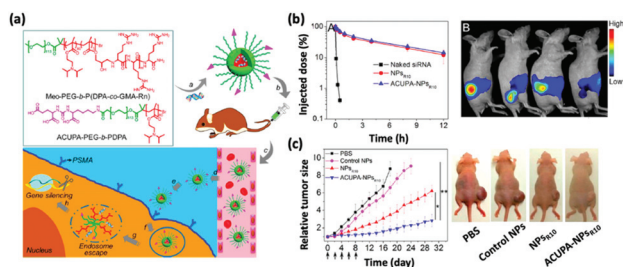 (a)
Meo-PEG-b-P(DPA-co-GMA-Rn)
ACUPA-PEG-b-PDPA
a
b
c
PSMA
Gene silencing
Endosome
escape
Nucleus
d
e
f
g
h
(b)
A
Injected dose (%)
100
10
1
0.1
0 4 8 12
Time (h)
Naked siRNA
NPsR10
ACUPA-NPsR10
B
High
Low
(c)
Relative tumor size
10
8
6
4
2
0
0 4 8 12 16 20 24 28 32
Time (day)
PBS
Control NPs
NPsR10
ACUPA-NPsR10
*
**
PBS
Control NPs
NPsR10
ACUPA-NPsR10